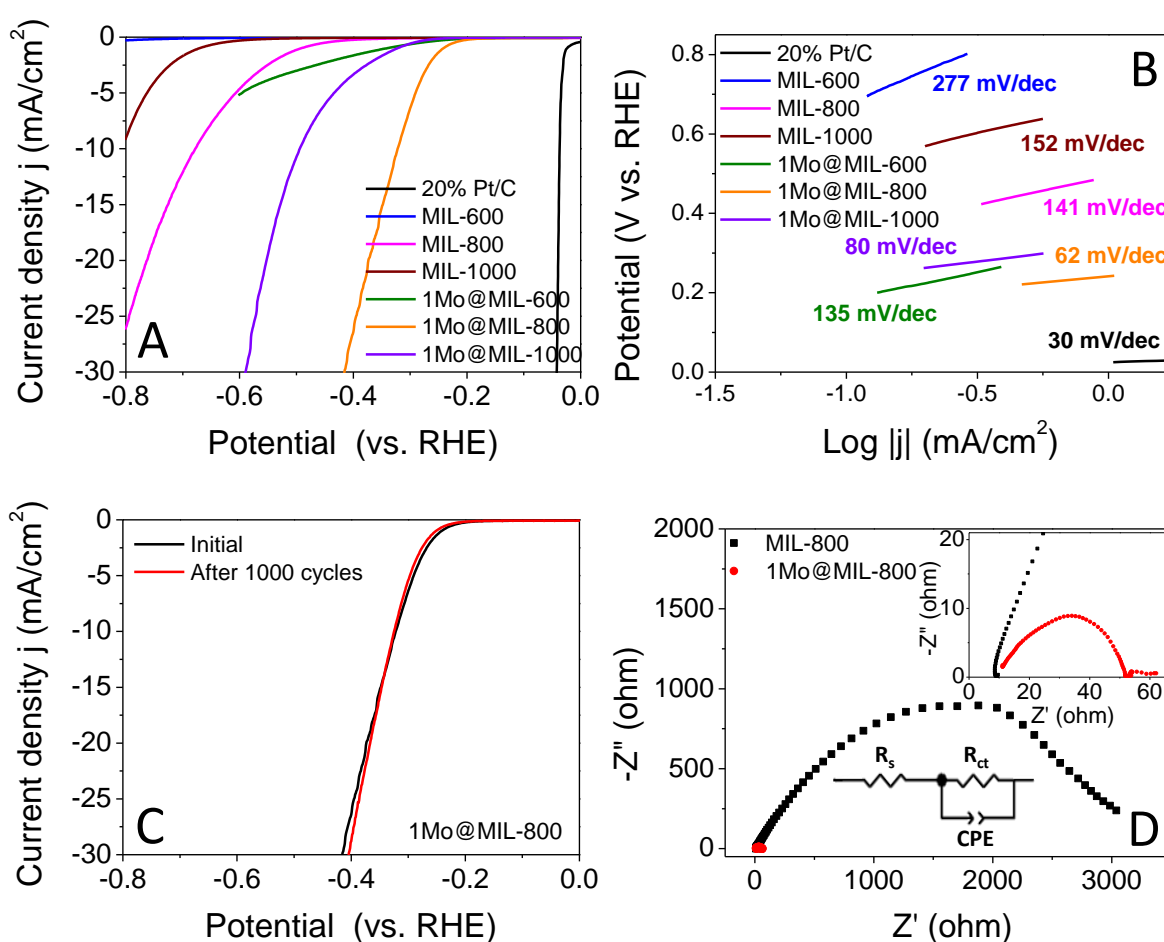 0
-5
-10
-15
-20
-25
-30
Current density j (mA/cm²)
20% Pt/C
MIL-600
MIL-800
MIL-1000
1Mo@MIL-600
1Mo@MIL-800
1Mo@MIL-1000
A
-0.8 -0.6 -0.4 -0.2 0.0
Potential (vs. RHE)
0.8
0.6
0.4
0.2
0.0
Potential (V vs. RHE)
20% Pt/C
MIL-600
MIL-800
MIL-1000
1Mo@MIL-600
1Mo@MIL-800
1Mo@MIL-1000
B
277 mV/dec
152 mV/dec
141 mV/dec
80 mV/dec
62 mV/dec
135 mV/dec
30 mV/dec
-1.5 -1.0 -0.5 0.0
Log |j| (mA/cm²)
0
-5
-10
-15
-20
-25
-30
Current density j (mA/cm²)
Initial
After 1000 cycles
C
1Mo@MIL-800
-0.8 -0.6 -0.4 -0.2 0.0
Potential (vs. RHE)
2000
1500
1000
500
0
-Z" (ohm)
MIL-800
1Mo@MIL-800
20
10
0
-Z" (ohm)
0 20 40 60
Z' (ohm)
Rs Rct
CPE
D
0 1000 2000 3000
Z' (ohm)